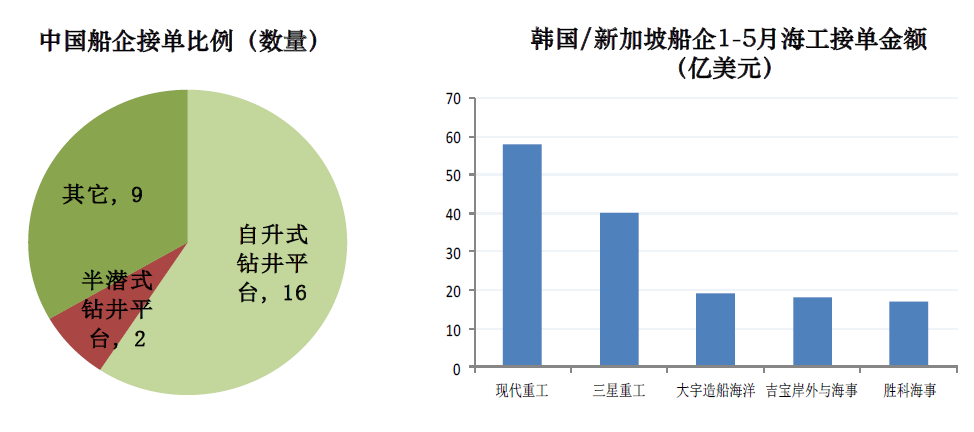 中国船企接单比例（数量）
其它, 9
自升式
钻井平
台, 16
半潜式
钻井平
台, 2
韩国/新加坡船企1-5月海工接单金额
（亿美元）
70
60
50
40
30
20
10
0
现代重工
三星重工
大宇造船海洋
吉宝岸外与海事
胜科海事